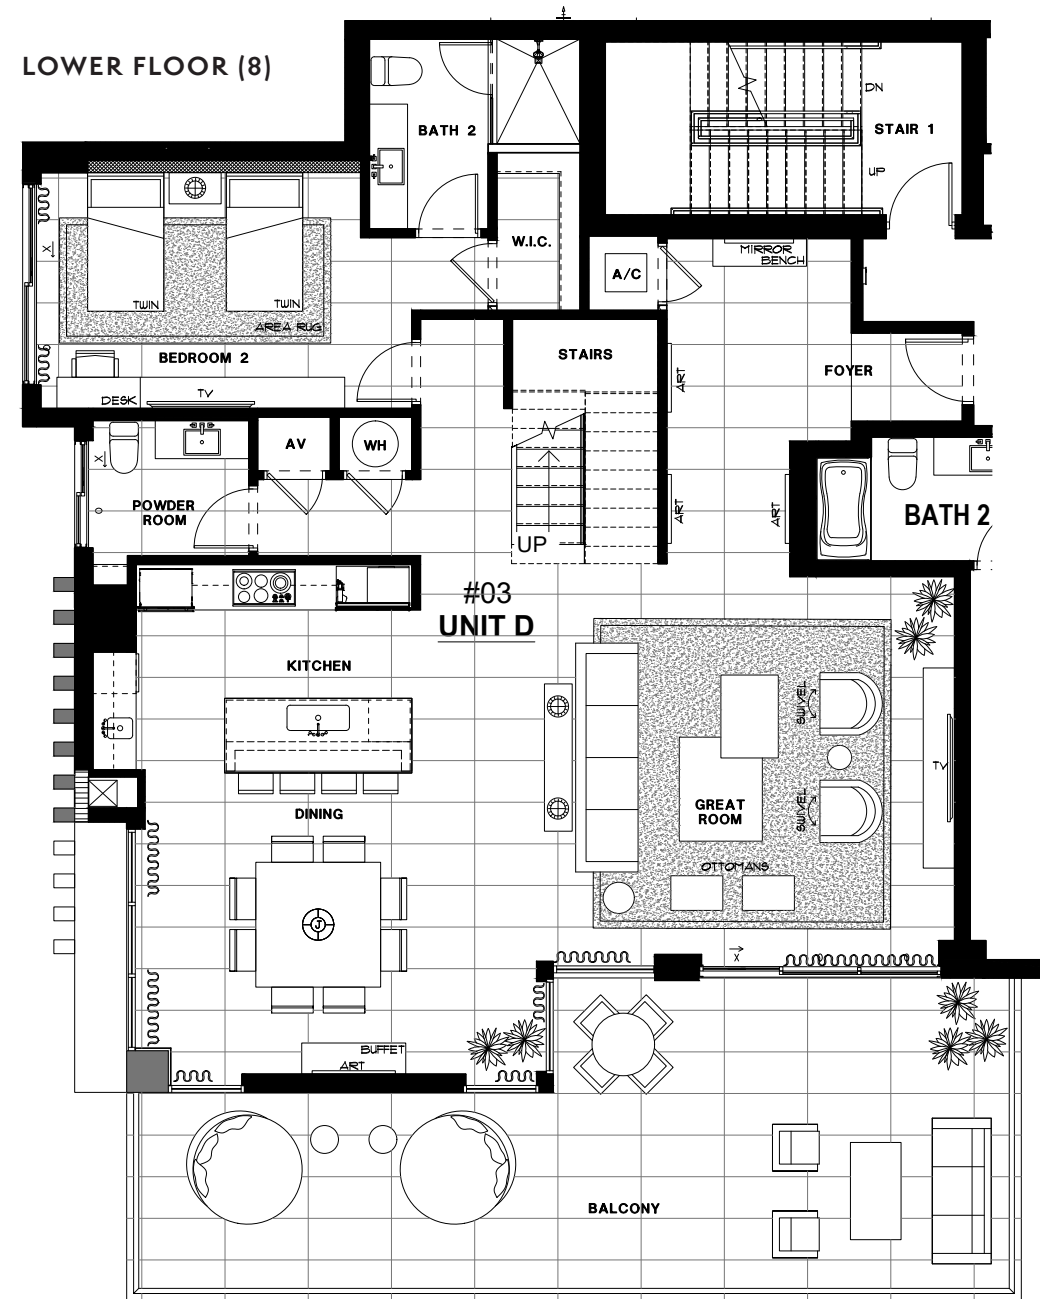 LOWER FLOOR (8)
DN
BATH 2
STAIR 1
UP
W.I.C.
MIRROR
BENCH
A/C
X
TWIN
TWIN
AREA RUG
BEDROOM 2
STAIRS
FOYER
ART
DESK
TV
AV
WH
X
POWDER
ROOM
ART
ART
BATH 2
UP
#03
UNIT D
KITCHEN
SWIVEL
TV
GREAT
ROOM
SWIVEL
DINING
OTTOMANS
J
X
BUFFET
ART
BALCONY